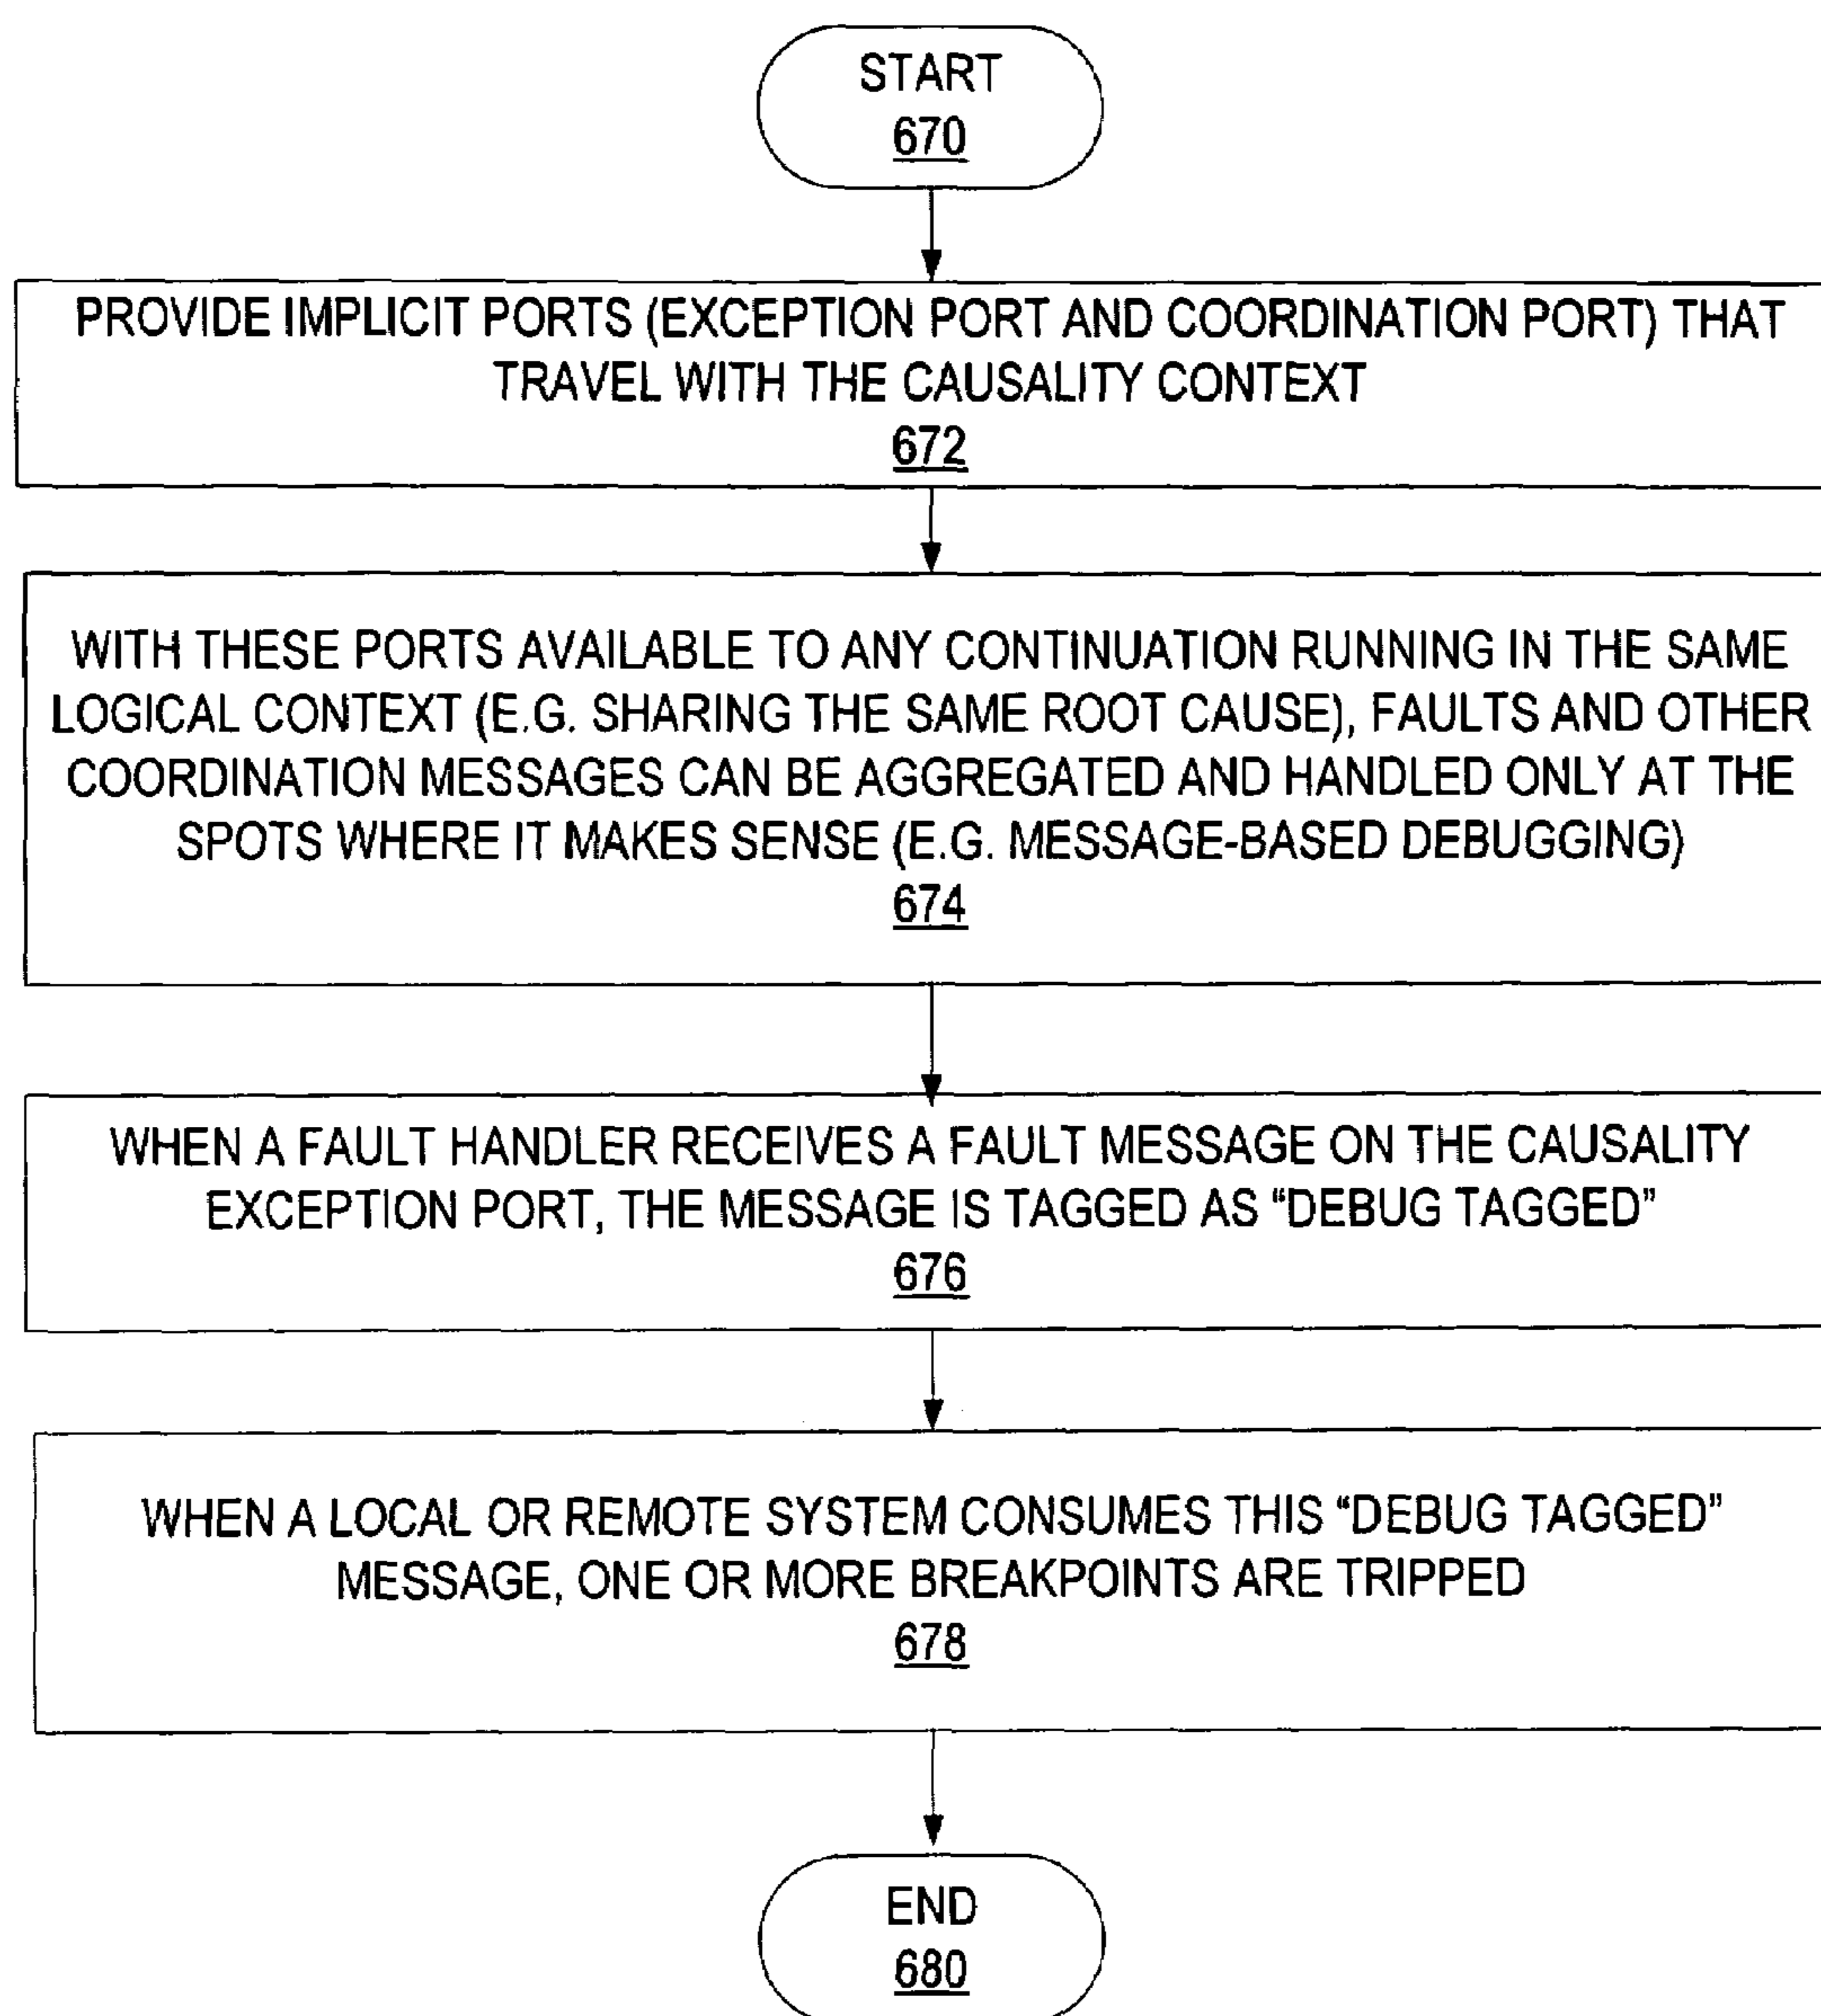 START
670
PROVIDE IMPLICIT PORTS (EXCEPTION PORT AND COORDINATION PORT) THAT
TRAVEL WITH THE CAUSALITY CONTEXT
672
WITH THESE PORTS AVAILABLE TO ANY CONTINUATION RUNNING IN THE SAME
LOGICAL CONTEXT (E.G. SHARING THE SAME ROOT CAUSE), FAULTS AND OTHER
COORDINATION MESSAGES CAN BE AGGREGATED AND HANDLED ONLY AT THE
SPOTS WHERE IT MAKES SENSE (E.G. MESSAGE-BASED DEBUGGING)
674
WHEN A FAULT HANDLER RECEIVES A FAULT MESSAGE ON THE CAUSALITY
EXCEPTION PORT, THE MESSAGE IS TAGGED AS “DEBUG TAGGED”
676
WHEN A LOCAL OR REMOTE SYSTEM CONSUMES THIS “DEBUG TAGGED”
MESSAGE, ONE OR MORE BREAKPOINTS ARE TRIPPED
678
END
680